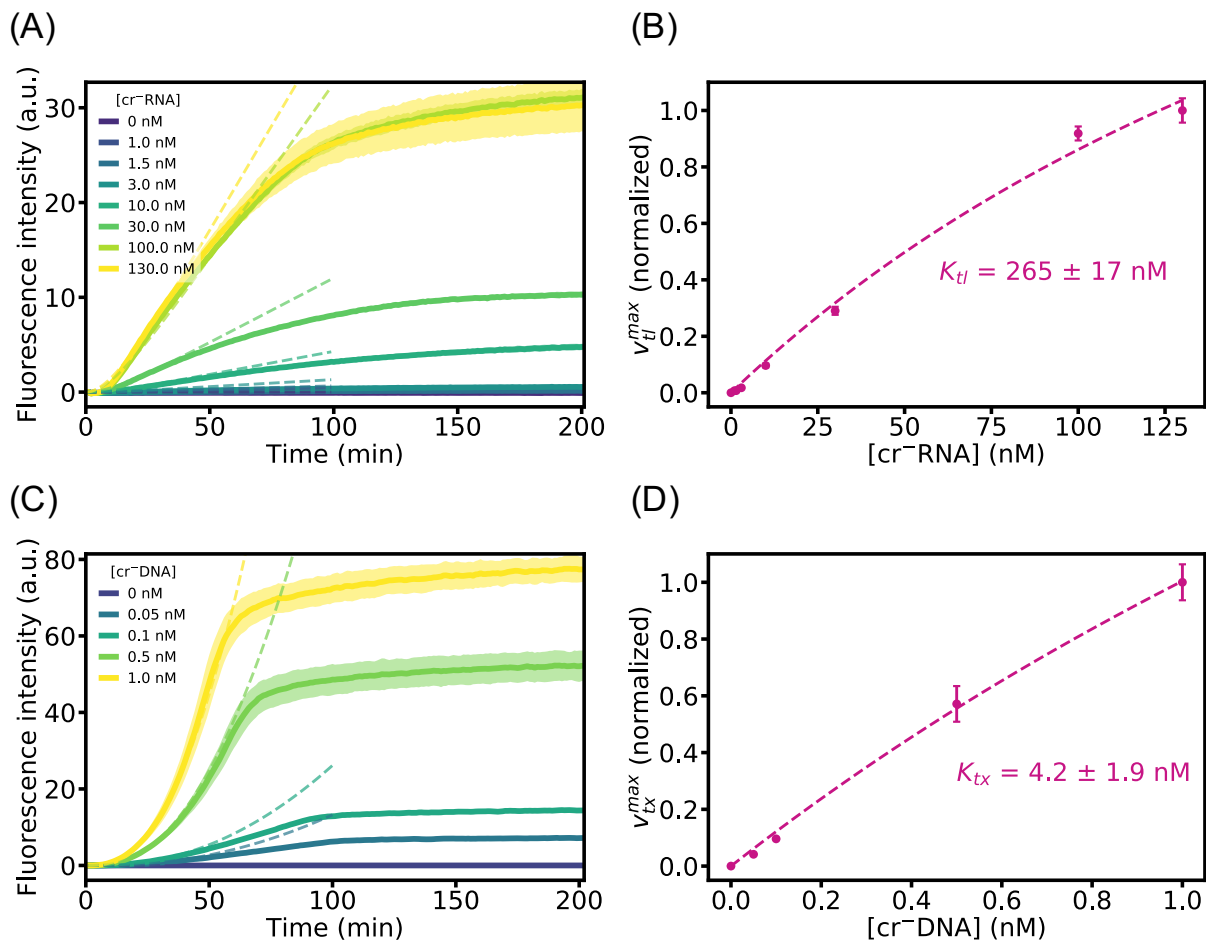 (A)
Fluorescence intensity (a.u.)
30
20
10
0
[cr⁻RNA]
0 nM
1.0 nM
1.5 nM
3.0 nM
10.0 nM
30.0 nM
100.0 nM
130.0 nM
0 50 100 150 200
Time (min)
(B)
v_tl^max (normalized)
1.0
0.8
0.6
0.4
0.2
0.0
K_tl = 265 ± 17 nM
0 25 50 75 100 125
[cr⁻RNA] (nM)
(C)
Fluorescence intensity (a.u.)
80
60
40
20
0
[cr⁻DNA]
0 nM
0.05 nM
0.1 nM
0.5 nM
1.0 nM
0 50 100 150 200
Time (min)
(D)
v_tx^max (normalized)
1.0
0.8
0.6
0.4
0.2
0.0
K_tx = 4.2 ± 1.9 nM
0.0 0.2 0.4 0.6 0.8 1.0
[cr⁻DNA] (nM)